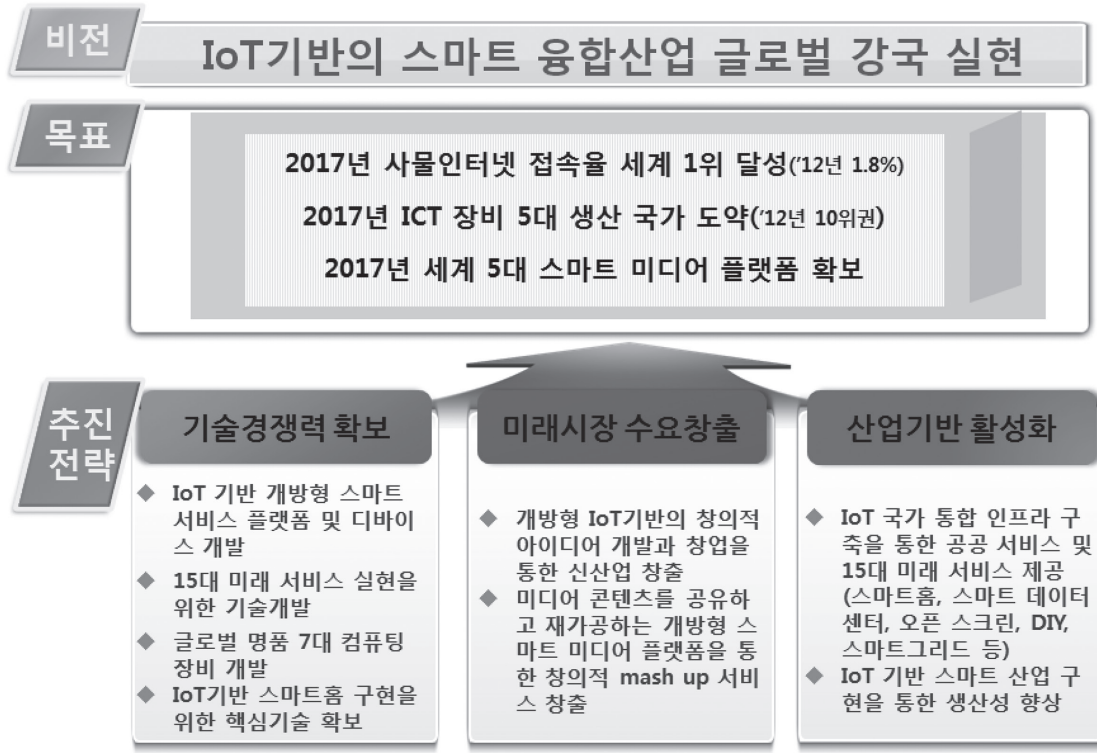 비전
IoT기반의 스마트 융합산업 글로벌 강국 실현
목표
2017년 사물인터넷 접속율 세계 1위 달성('12년 1.8%)
2017년 ICT 장비 5대 생산 국가 도약('12년 10위권)
2017년 세계 5대 스마트 미디어 플랫폼 확보
추진
전략
기술경쟁력 확보
◆ IoT 기반 개방형 스마트
서비스 플랫폼 및 디바이
스 개발
◆ 15대 미래 서비스 실현을
위한 기술개발
◆ 글로벌 명품 7대 컴퓨팅
장비 개발
◆ IoT기반 스마트홈 구현을
위한 핵심기술 확보
미래시장 수요창출
◆ 개방형 IoT기반의 창의적
아이디어 개발과 창업을
통한 신산업 창출
◆ 미디어 콘텐츠를 공유하
고 재가공하는 개방형 스
마트 미디어 플랫폼을 통
한 창의적 mash up 서비
스 창출
산업기반 활성화
◆ IoT 국가 통합 인프라 구
축을 통한 공공 서비스 및
15대 미래 서비스 제공
(스마트홈, 스마트 데이터
센터, 오픈 스크린, DIY,
스마트그리드 등)
◆ IoT 기반 스마트 산업 구
현을 통한 생산성 향상